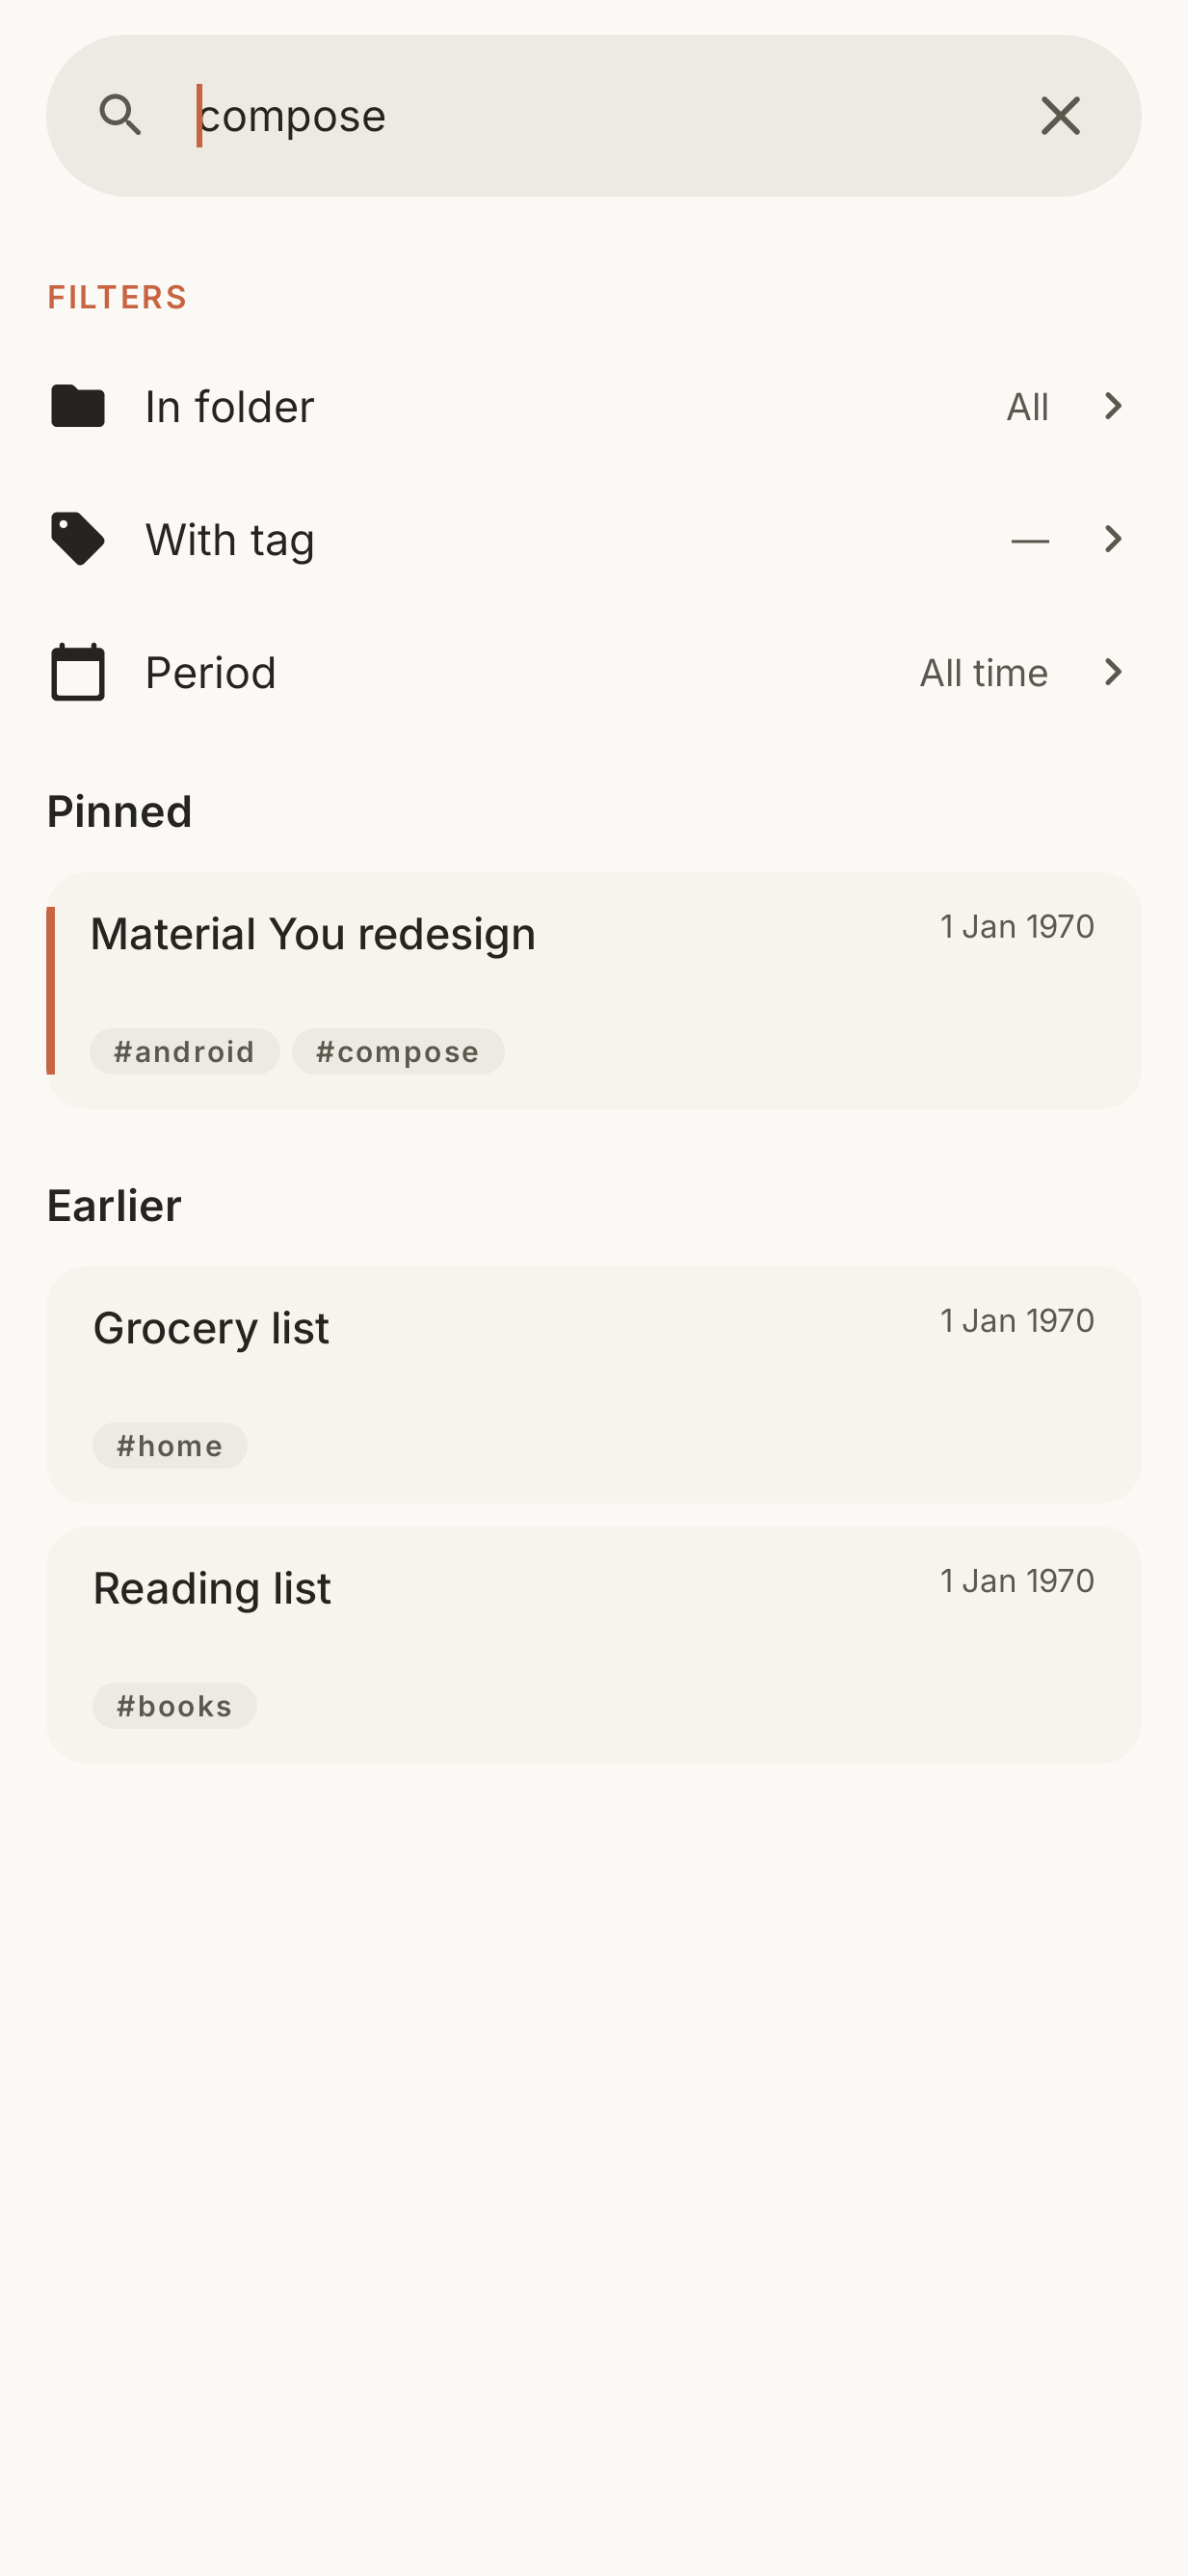 compose
FILTERS
In folder All
With tag —
Period All time
Pinned
Material You redesign 1 Jan 1970
#android #compose
Earlier
Grocery list 1 Jan 1970
#home
Reading list 1 Jan 1970
#books